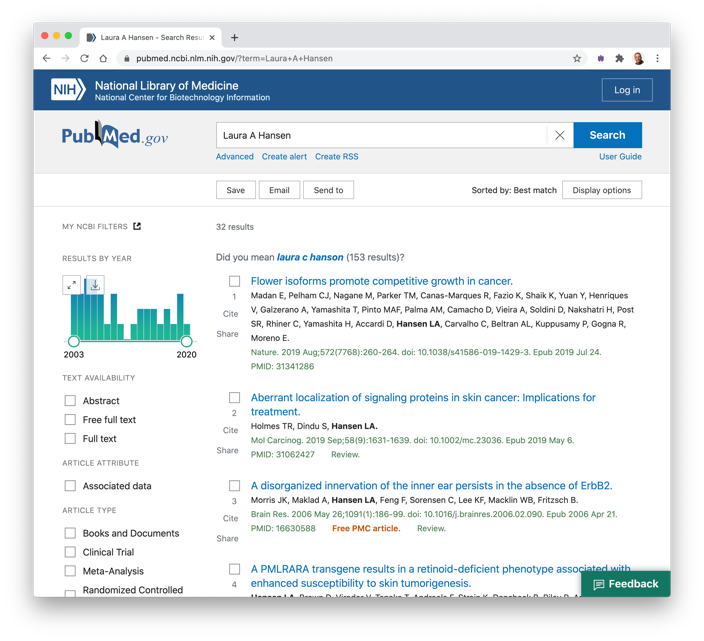 Laura A Hansen - Search Resu
pubmed.ncbi.nlm.nih.gov/?term=Laura+A+Hansen
NIH
National Library of Medicine
National Center for Biotechnology Information
Log in
PubMed.gov
Laura A Hansen
Search
Advanced Create alert Create RSS
User Guide
Save Email Send to
Sorted by: Best match
Display options
MY NCBI FILTERS
RESULTS BY YEAR
2003 2020
TEXT AVAILABILITY
Abstract
Free full text
Full text
ARTICLE ATTRIBUTE
Associated data
ARTICLE TYPE
Books and Documents
Clinical Trial
Meta-Analysis
Randomized Controlled
32 results
Did you mean laura c hanson (153 results)?
1
Cite
Share
Flower isoforms promote competitive growth in cancer.
Madan E, Pelham CJ, Nagane M, Parker TM, Canas-Marques R, Fazio K, Shaik K, Yuan Y, Henriques
V, Galzerano A, Yamashita T, Pinto MAF, Palma AM, Camacho D, Vieira A, Soldini D, Nakshatri H, Post
SR, Rhiner C, Yamashita H, Accardi D, Hansen LA, Carvalho C, Beltran AL, Kuppusamy P, Gogna R,
Moreno E.
Nature. 2019 Aug;572(7768):260-264. doi: 10.1038/s41586-019-1429-3. Epub 2019 Jul 24.
PMID: 31341286
2
Cite
Share
Aberrant localization of signaling proteins in skin cancer: Implications for
treatment.
Holmes TR, Dindu S, Hansen LA.
Mol Carcinog. 2019 Sep;58(9):1631-1639. doi: 10.1002/mc.23036. Epub 2019 May 6.
PMID: 31062427 Review.
3
Cite
Share
A disorganized innervation of the inner ear persists in the absence of ErbB2.
Morris JK, Maklad A, Hansen LA, Feng F, Sorensen C, Lee KF, Macklin WB, Fritzsch B.
Brain Res. 2006 May 26;1091(1):186-99. doi: 10.1016/j.brainres.2006.02.090. Epub 2006 Apr 21.
PMID: 16630588 Free PMC article. Review.
4
A PMLRARA transgene results in a retinoid-deficient phenotype associated with
enhanced susceptibility to skin tumorigenesis.
Feedback